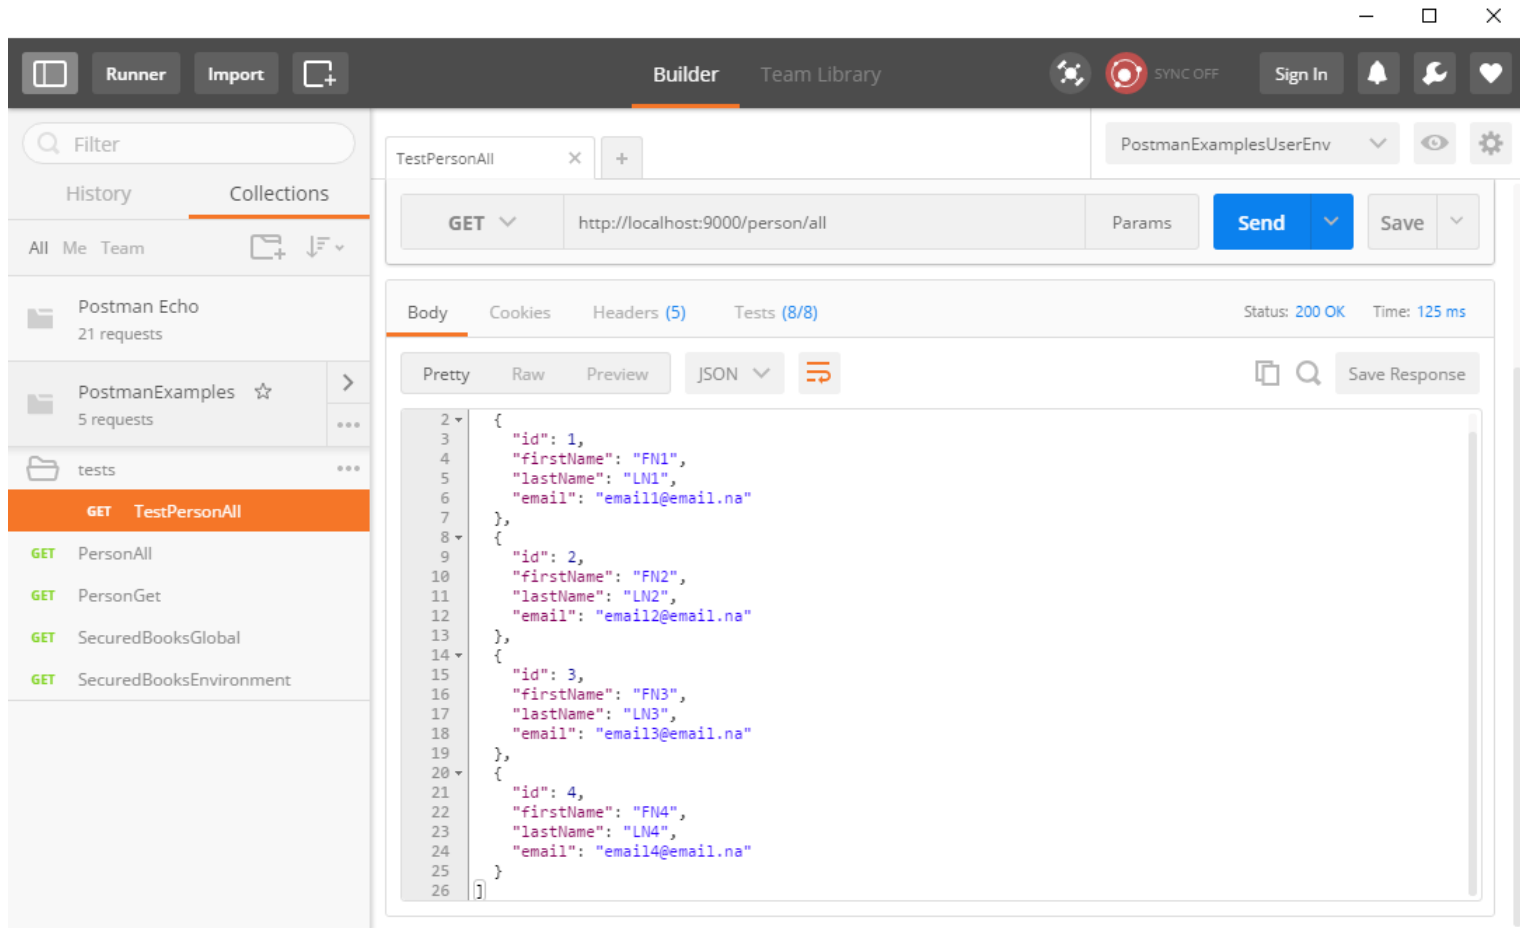 Runner Import Builder Team Library SYNC OFF Sign In
Filter
History Collections
All Me Team
Postman Echo
21 requests
PostmanExamples
5 requests
tests
GET TestPersonAll
GET PersonAll
GET PersonGet
GET SecuredBooksGlobal
GET SecuredBooksEnvironment
TestPersonAll × + PostmanExamplesUserEnv
GET http://localhost:9000/person/all Params Send Save
Body Cookies Headers (5) Tests (8/8) Status: 200 OK Time: 125 ms
Pretty Raw Preview JSON Save Response
2 {
3 "id": 1,
4 "firstName": "FN1",
5 "lastName": "LN1",
6 "email": "email1@email.na"
7 },
8 {
9 "id": 2,
10 "firstName": "FN2",
11 "lastName": "LN2",
12 "email": "email2@email.na"
13 },
14 {
15 "id": 3,
16 "firstName": "FN3",
17 "lastName": "LN3",
18 "email": "email3@email.na"
19 },
20 {
21 "id": 4,
22 "firstName": "FN4",
23 "lastName": "LN4",
24 "email": "email4@email.na"
25 }
26 ]